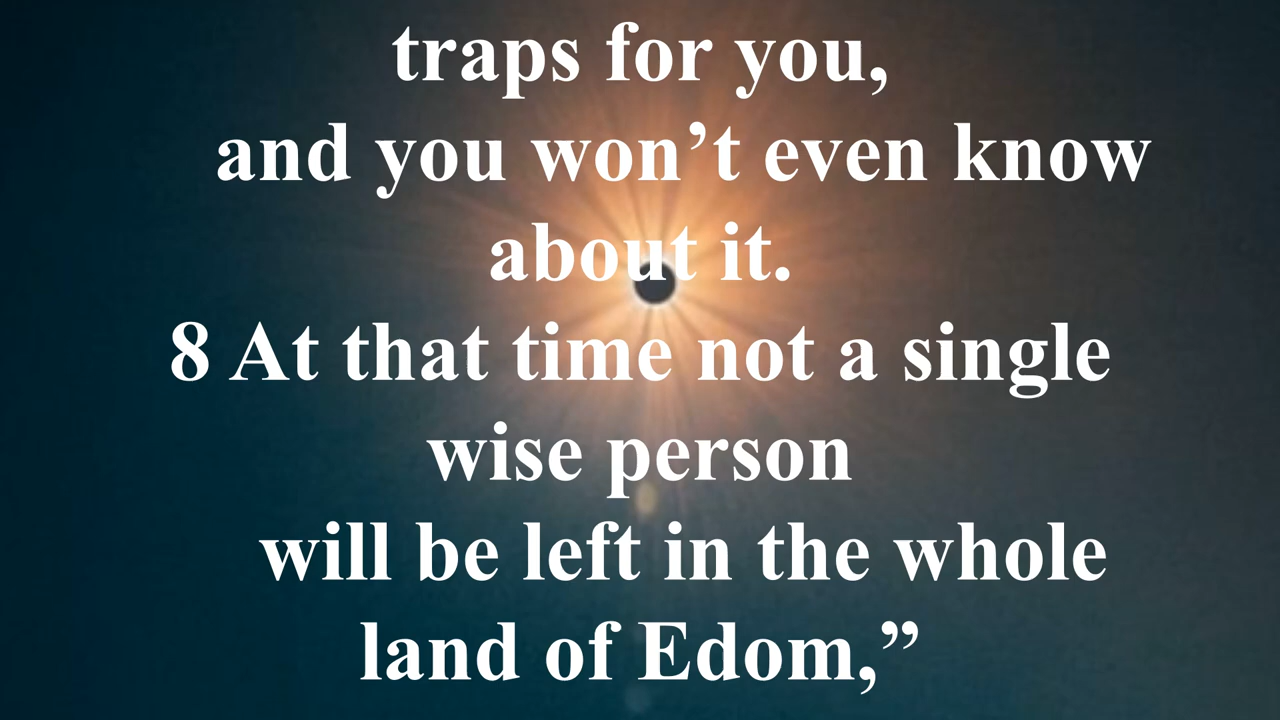 traps for you,
and you won’t even know
about it.
8 At that time not a single
wise person
will be left in the whole
land of Edom,”